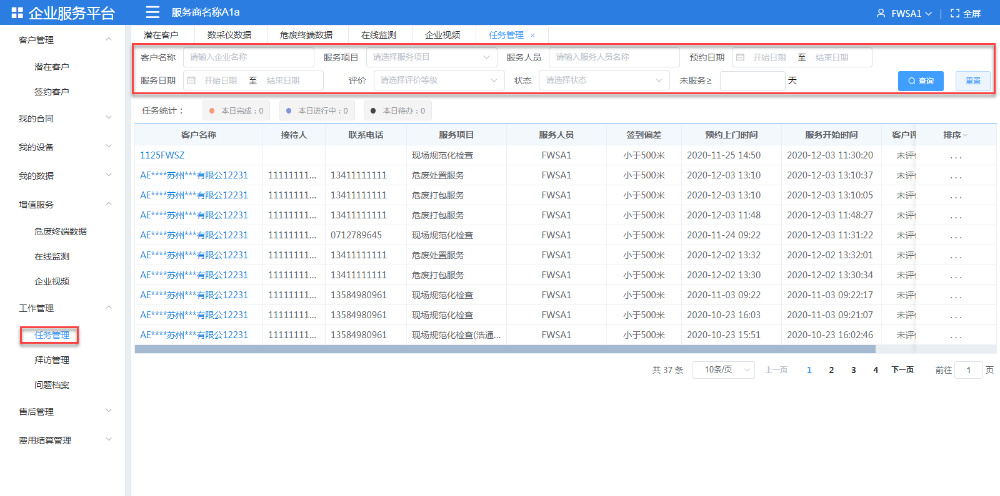 企业服务平台 服务商名称A1a FWSA1 全屏
客户管理
潜在客户
签约客户
我的合同
我的设备
我的数据
增值服务
危废终端数据
在线监测
企业视频
工作管理
任务管理
拜访管理
问题档案
售后管理
费用结算管理
潜在客户 数采仪数据 危废终端数据 在线监测 企业视频 任务管理 ×
客户名称 请输入企业名称 服务项目 请选择服务项目 服务人员 请输入服务人员名称 预约日期 开始日期 至 结束日期
服务日期 开始日期 至 结束日期 评价 请选择评价等级 状态 请选择状态 未服务≥ 天 查询 重置
任务统计： 本日完成：0 本日进行中：0 本日待办：0
客户名称 接待人 联系电话 服务项目 服务人员 签到偏差 预约上门时间 服务开始时间 客户评 排序
1125FWSZ 现场规范化检查 FWSA1 小于500米 2020-11-25 14:50 2020-12-03 11:30:20 未评价 ...
AE****苏州***有限公12231 11111111... 13411111111 危废处置服务 FWSA1 小于500米 2020-12-03 13:10 2020-12-03 13:10:37 未评价 ...
AE****苏州***有限公12231 11111111... 13411111111 危废打包服务 FWSA1 小于500米 2020-12-03 13:10 2020-12-03 13:10:05 未评价 ...
AE****苏州***有限公12231 11111111... 13411111111 危废打包服务 FWSA1 小于500米 2020-12-03 11:48 2020-12-03 11:48:27 未评价 ...
AE****苏州***有限公12231 11111111... 0712789645 现场规范化检查 FWSA1 小于500米 2020-11-24 09:22 2020-12-03 11:31:22 未评价 ...
AE****苏州***有限公12231 11111111... 13411111111 危废处置服务 FWSA1 小于500米 2020-12-02 13:32 2020-12-02 13:32:01 未评价 ...
AE****苏州***有限公12231 11111111... 13411111111 危废打包服务 FWSA1 小于500米 2020-12-02 13:30 2020-12-02 13:30:34 未评价 ...
AE****苏州***有限公12231 11111111... 13584980961 现场规范化检查 FWSA1 小于500米 2020-11-03 09:22 2020-11-03 09:22:17 未评价 ...
AE****苏州***有限公12231 11111111... 13584980961 现场规范化检查 FWSA1 小于500米 2020-10-23 16:03 2020-11-03 09:21:07 未评价 ...
AE****苏州***有限公12231 11111111... 13584980961 现场规范化检查(浩通... FWSA1 小于500米 2020-10-23 15:51 2020-10-23 16:02:46 未评价 ...
共 37 条 10条/页 上一页 1 2 3 4 下一页 前往 1 页